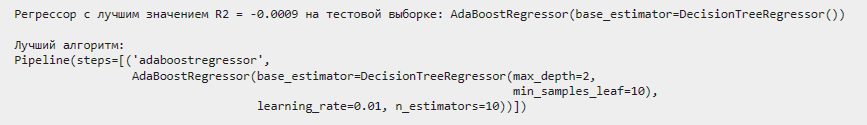 Регрессор с лучшим значением R2 = -0.0009 на тестовой выборке: AdaBoostRegressor(base_estimator=DecisionTreeRegressor())
Лучший алгоритм:
Pipeline(steps=[('adaboostregressor',
AdaBoostRegressor(base_estimator=DecisionTreeRegressor(max_depth=2,
min_samples_leaf=10),
learning_rate=0.01, n_estimators=10))])